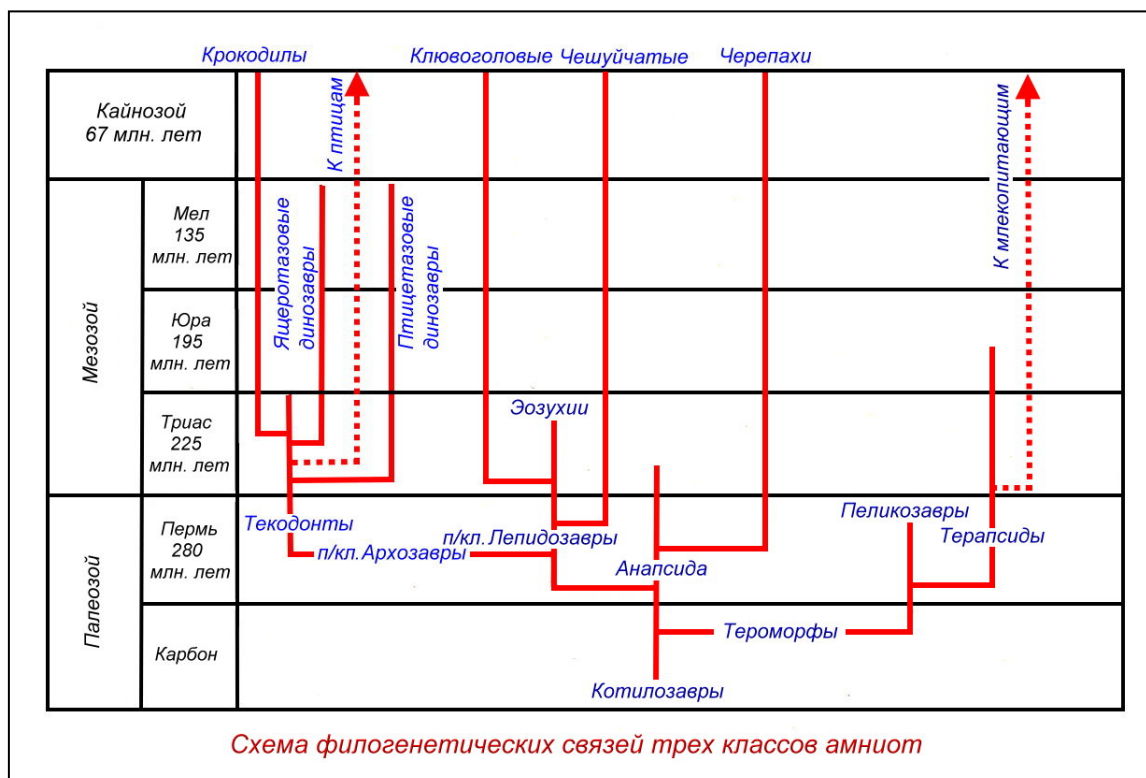 Крокодилы
Клювоголовые
Чешуйчатые
Черепахи
Кайнозой
67 млн. лет
К птицам
К млекопитающим
Мезозой
Мел
135
млн. лет
Ящеротазовые
динозавры
Птицетазовые
динозавры
Юра
195
млн. лет
Триас
225
млн. лет
Эозухии
Палеозой
Пермь
280
млн. лет
Текодонты
п/кл. Архозавры
п/кл. Лепидозавры
Анапсида
Пеликозавры
Терапсиды
Карбон
Тероморфы
Котилозавры
Схема филогенетических связей трех классов амниот